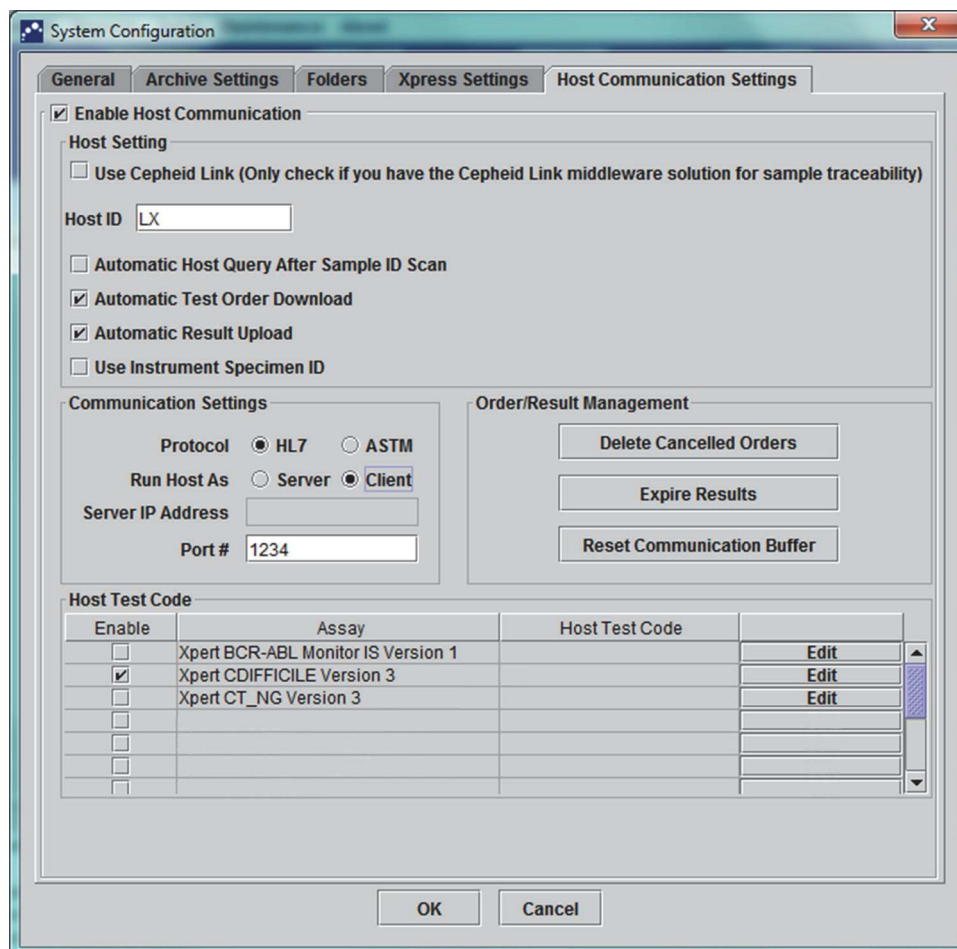 System Configuration
General Archive Settings Folders Xpress Settings Host Communication Settings
Enable Host Communication
Host Setting
Use Cepheid Link (Only check if you have the Cepheid Link middleware solution for sample traceability)
Host ID LX
Automatic Host Query After Sample ID Scan
Automatic Test Order Download
Automatic Result Upload
Use Instrument Specimen ID
Communication Settings
Protocol HL7 ASTM
Run Host As Server Client
Server IP Address
Port # 1234
Order/Result Management
Delete Cancelled Orders
Expire Results
Reset Communication Buffer
Host Test Code
Enable Assay Host Test Code
Xpert BCR-ABL Monitor IS Version 1 Edit
Xpert CDIFFICILE Version 3 Edit
Xpert CT_NG Version 3 Edit
OK Cancel